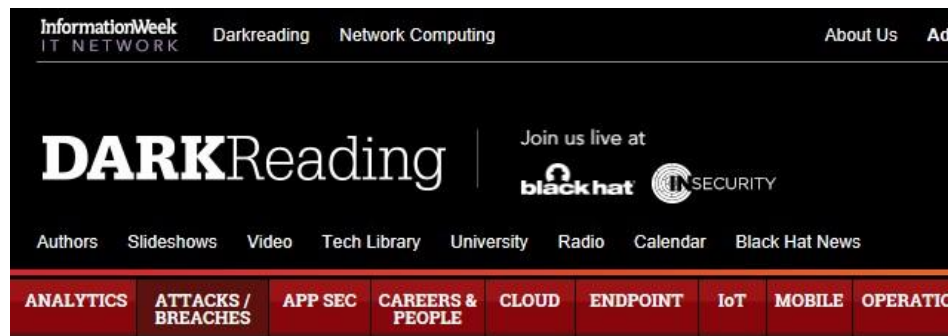 InformationWeek Darkreading Network Computing About Us
IT NETWORK
DARKReading
Join us live at
black hat INSECURITY
Authors Slideshows Video Tech Library University Radio Calendar Black Hat News
ANALYTICS ATTACKS / APP SEC CAREERS & CLOUD ENDPOINT IoT MOBILE
BREACHES PEOPLE